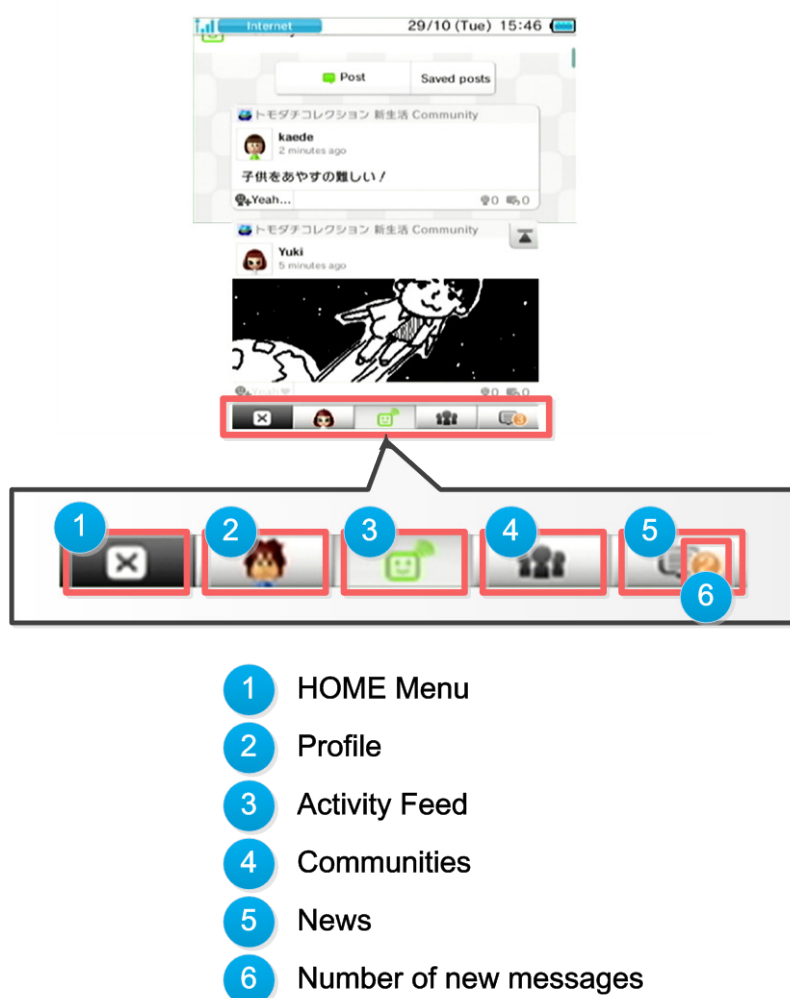 Internet
29/10 (Tue) 15:46
Post
Saved posts
トモダチコレクション 新生活 Community
kaede
2 minutes ago
子供をあやすの難しい!
Yeah...
0 0
トモダチコレクション 新生活 Community
Yuki
5 minutes ago
Yeah♥
0 0
3
1
2
3
4
5
2
6
1 HOME Menu
2 Profile
3 Activity Feed
4 Communities
5 News
6 Number of new messages